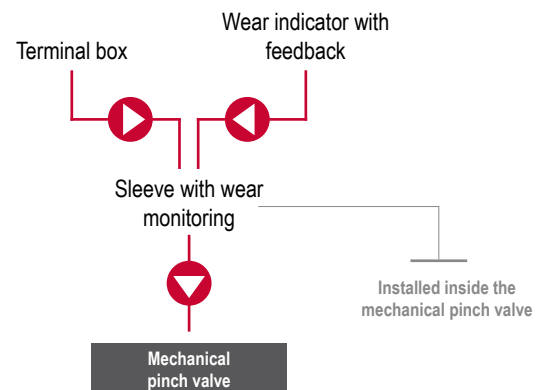 Terminal box
Wear indicator with
feedback
Sleeve with wear
monitoring
Installed inside the
mechanical pinch valve
Mechanical
pinch valve